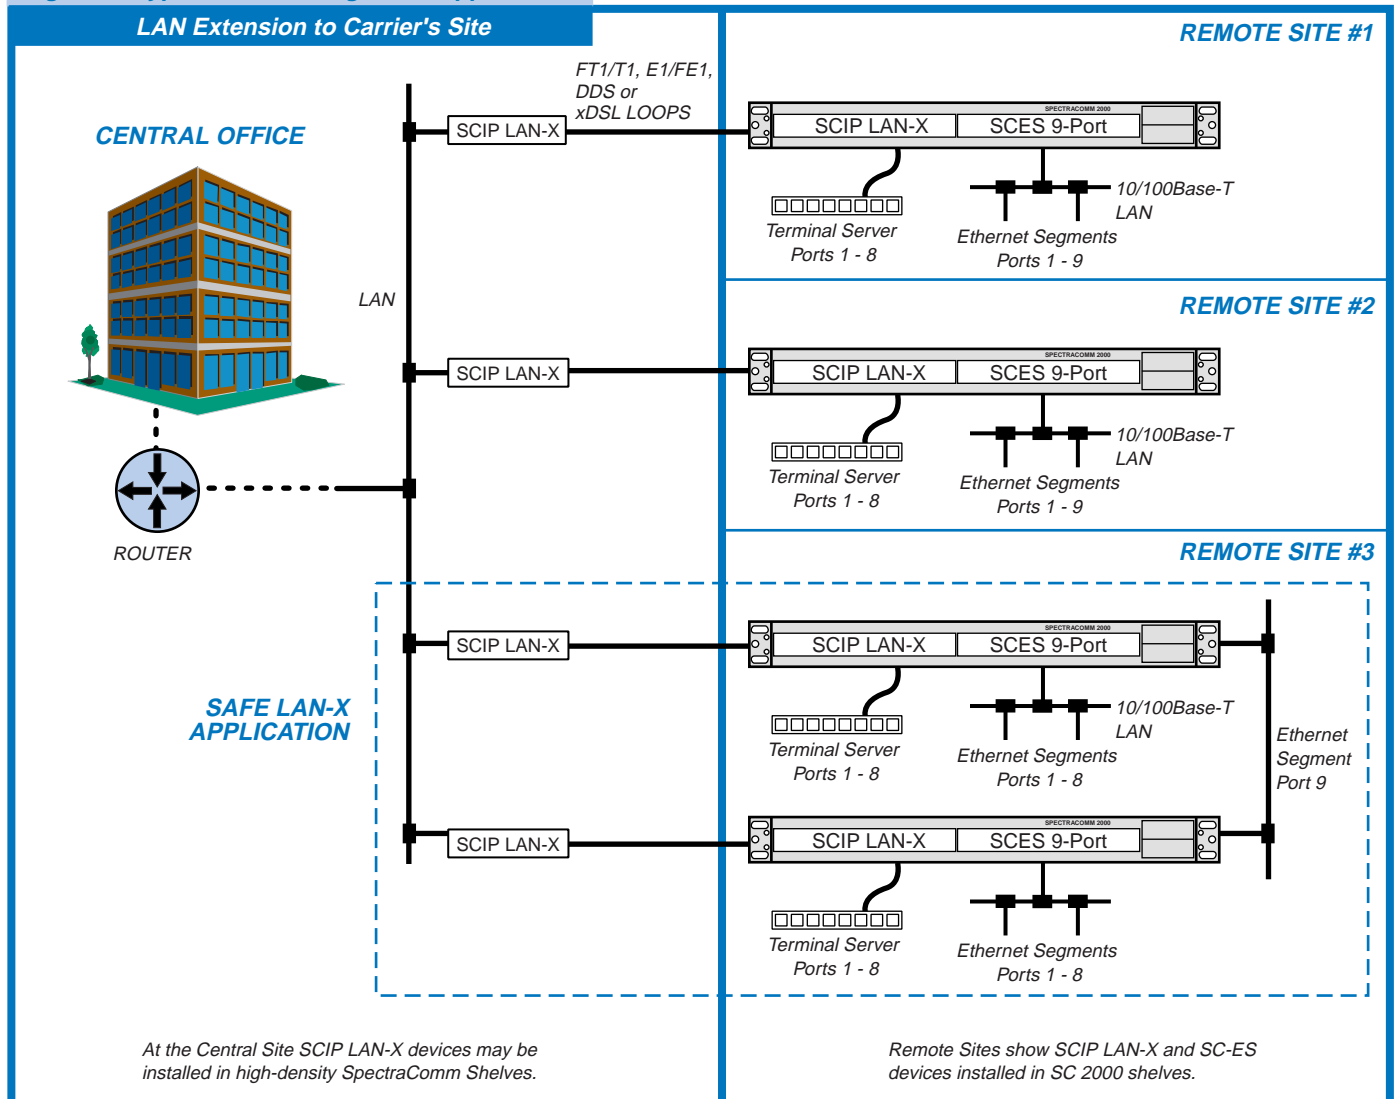 LAN Extension to Carrier's Site
CENTRAL OFFICE
LAN
ROUTER
FT1/T1, E1/FE1,
DDS or
xDSL LOOPS
SCIP LAN-X
SCIP LAN-X
SCIP LAN-X
SCIP LAN-X
SAFE LAN-X
APPLICATION
At the Central Site SCIP LAN-X devices may be
installed in high-density SpectraComm Shelves.
REMOTE SITE #1
SPECTRACOMM 2000
SCIP LAN-X
SCES 9-Port
10/100Base-T
LAN
Terminal Server
Ports 1 - 8
Ethernet Segments
Ports 1 - 9
REMOTE SITE #2
SPECTRACOMM 2000
SCIP LAN-X
SCES 9-Port
10/100Base-T
LAN
Terminal Server
Ports 1 - 8
Ethernet Segments
Ports 1 - 9
REMOTE SITE #3
SPECTRACOMM 2000
SCIP LAN-X
SCES 9-Port
10/100Base-T
LAN
Terminal Server
Ports 1 - 8
Ethernet Segments
Ports 1 - 8
Ethernet
Segment
Port 9
SPECTRACOMM 2000
SCIP LAN-X
SCES 9-Port
Terminal Server
Ports 1 - 8
Ethernet Segments
Ports 1 - 8
Remote Sites show SCIP LAN-X and SC-ES
devices installed in SC 2000 shelves.